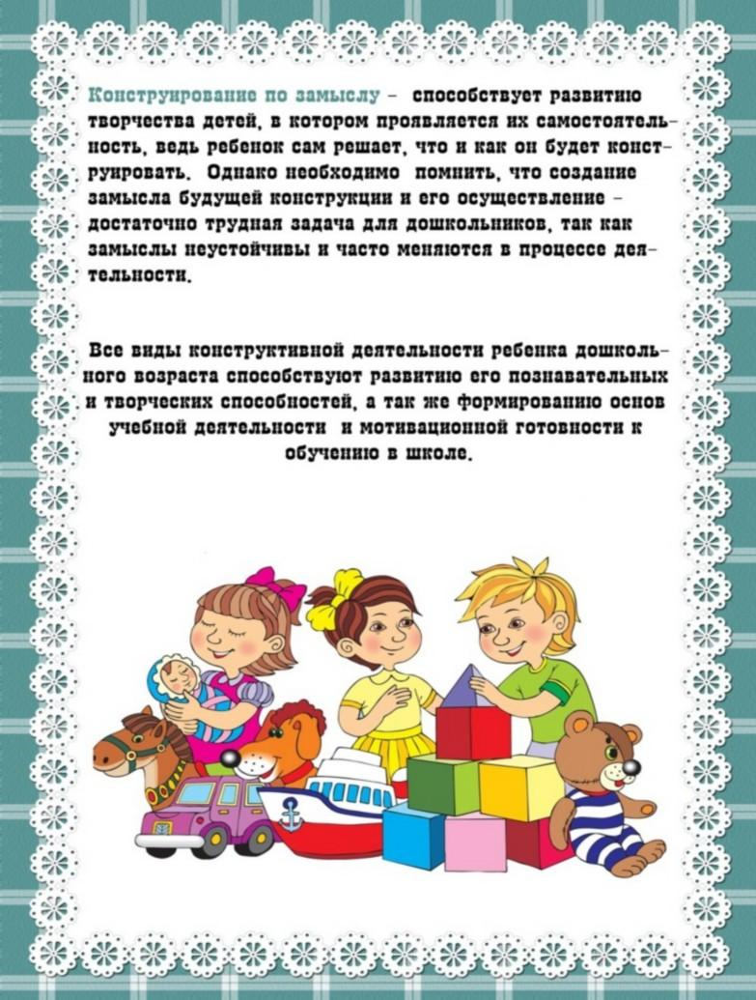 Конструирование по замыслу – способствует развитию
творчества детей, в котором проявляется их самостоятель–
ность, ведь ребенок сам решает, что и как он будет конст–
руировать. Однако необходимо помнить, что создание
замысла будущей конструкции и его осуществление –
достаточно трудная задача для дошкольников, так как
замыслы неустойчивы и часто меняются в процессе дея–
тельности.
Все виды конструктивной деятельности ребенка дошколь–
ного возраста способствуют развитию его познавательных
и творческих способностей, а так же формированию основ
учебной деятельности и мотивационной готовности к
обучению в школе.